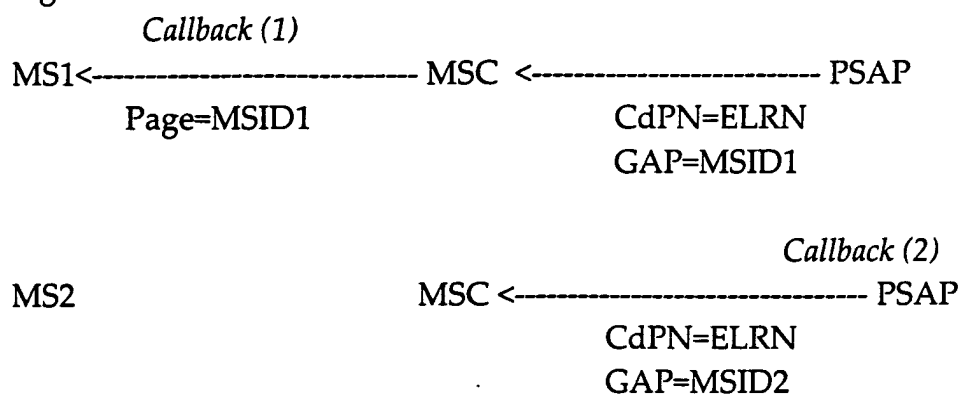 Callback (1)
MS1<------------------------------ MSC <--------------------------- PSAP
Page=MSID1 CdPN=ELRN
GAP=MSID1
Callback (2)
MS2 MSC <------------------------------ PSAP
CdPN=ELRN
GAP=MSID2